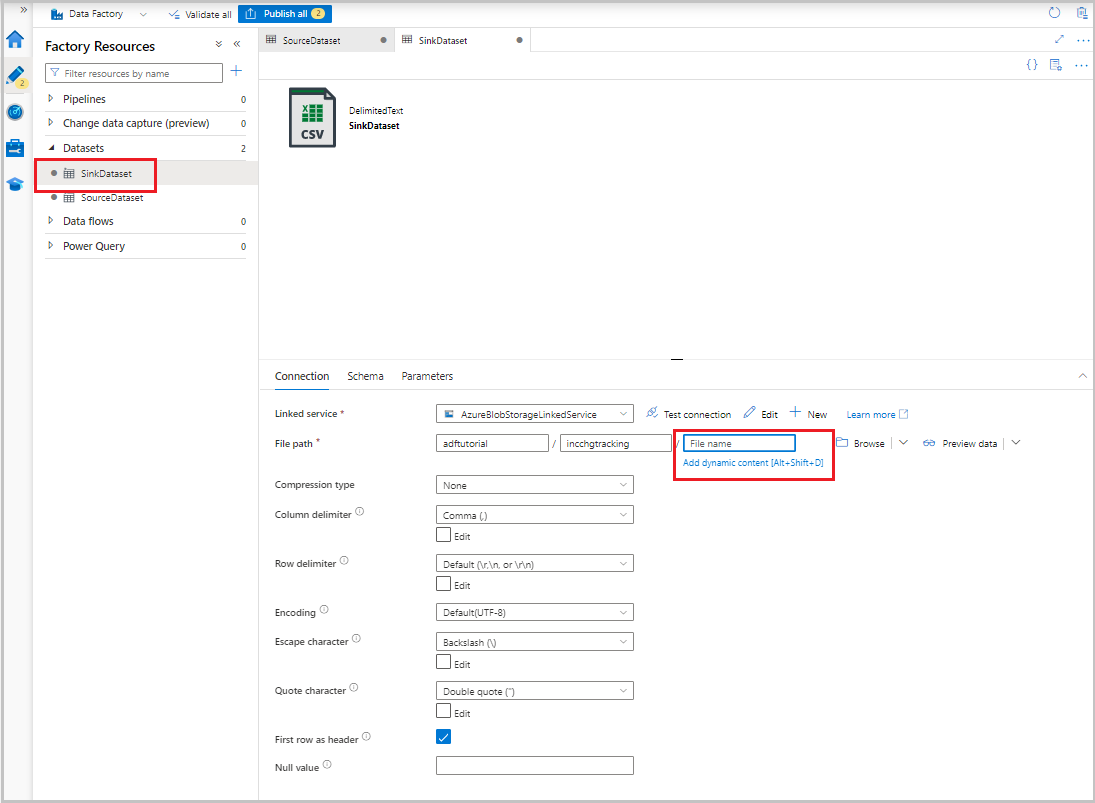 Data Factory Validate all Publish all 2
Factory Resources
Filter resources by name
2
Pipelines 0
Change data capture (preview) 0
Datasets 2
SinkDataset
SourceDataset
Data flows 0
Power Query 0
SourceDataset SinkDataset
{}
X
CSV
DelimitedText
SinkDataset
Connection Schema Parameters
Linked service * AzureBlobStorageLinkedService Test connection Edit New Learn more
File path * adftutorial / incchgtracking / File name Browse Preview data
Add dynamic content [Alt+Shift+D]
Compression type None
Column delimiter Comma (,)
Edit
Row delimiter Default (\r,\n, or \r\n)
Edit
Encoding Default(UTF-8)
Escape character Backslash (\)
Edit
Quote character Double quote (")
Edit
First row as header
Null value